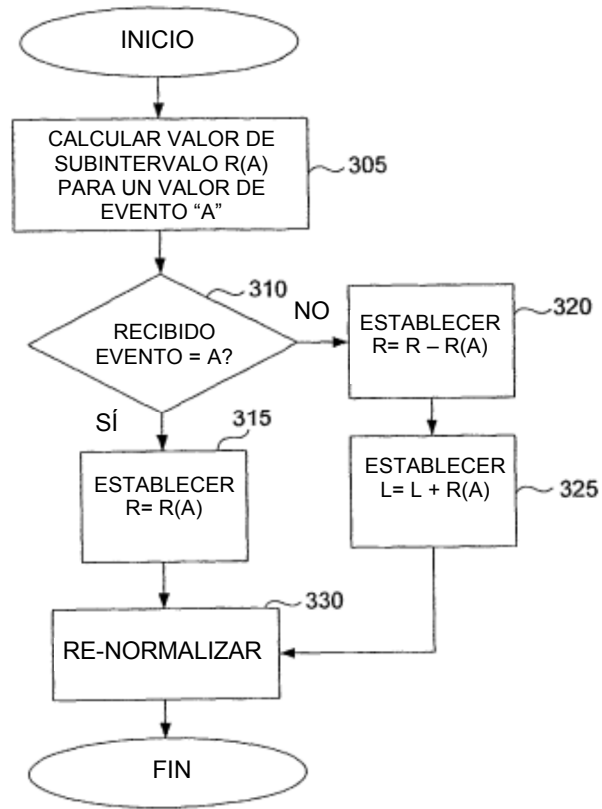 INICIO
CALCULAR VALOR DE
SUBINTERVALO R(A)
PARA UN VALOR DE
EVENTO “A”
305
310
RECIBIDO
EVENTO = A?
NO
ESTABLECER
R= R – R(A)
320
SÍ
315
ESTABLECER
R= R(A)
ESTABLECER
L= L + R(A)
325
330
RE-NORMALIZAR
FIN